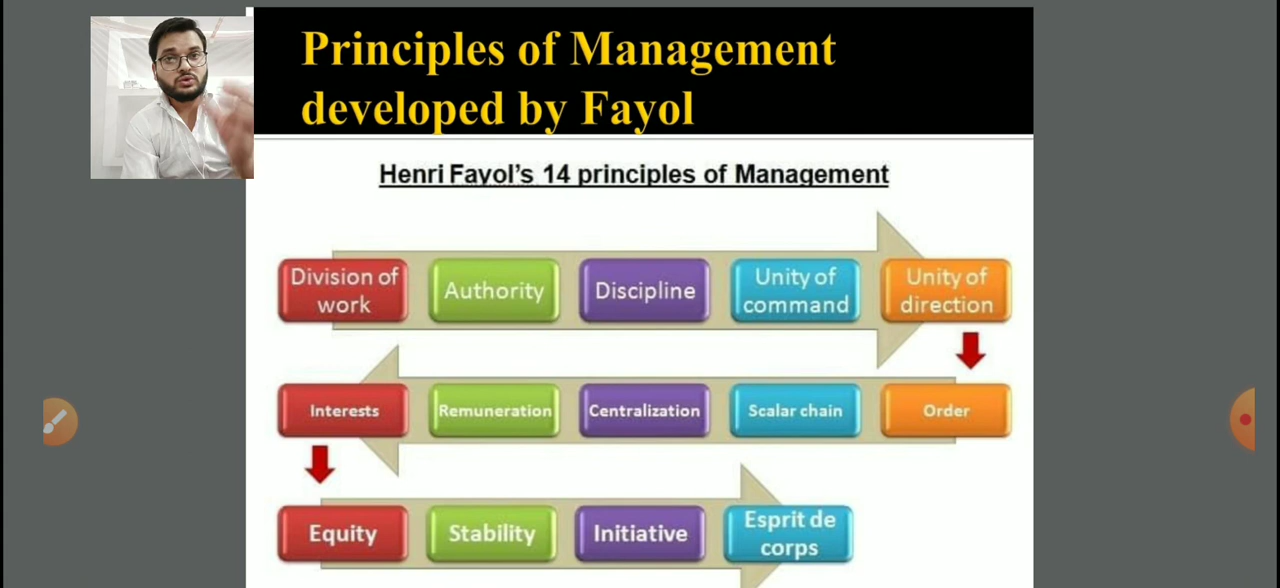 Principles of Management
developed by Fayol
Henri Fayol's 14 principles of Management
Division of
work
Authority
Discipline
Unity of
command
Unity of
direction
Interests
Remuneration
Centralization
Scalar chain
Order
Equity
Stability
Initiative
Esprit de
corps